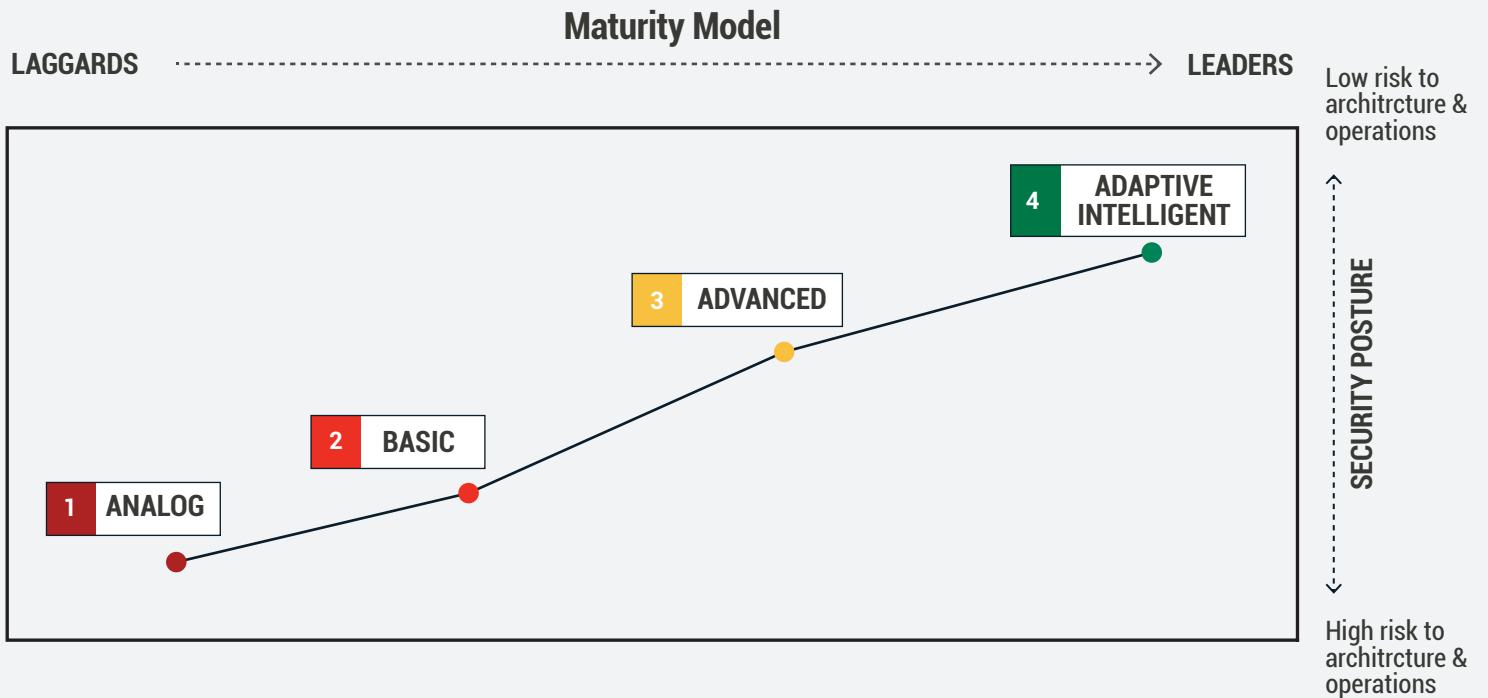 Maturity Model
LAGGARDS
LEADERS
Low risk to
architrcture &
operations
4
ADAPTIVE
INTELLIGENT
3
ADVANCED
2
BASIC
1
ANALOG
SECURITY POSTURE
High risk to
architrcture &
operations